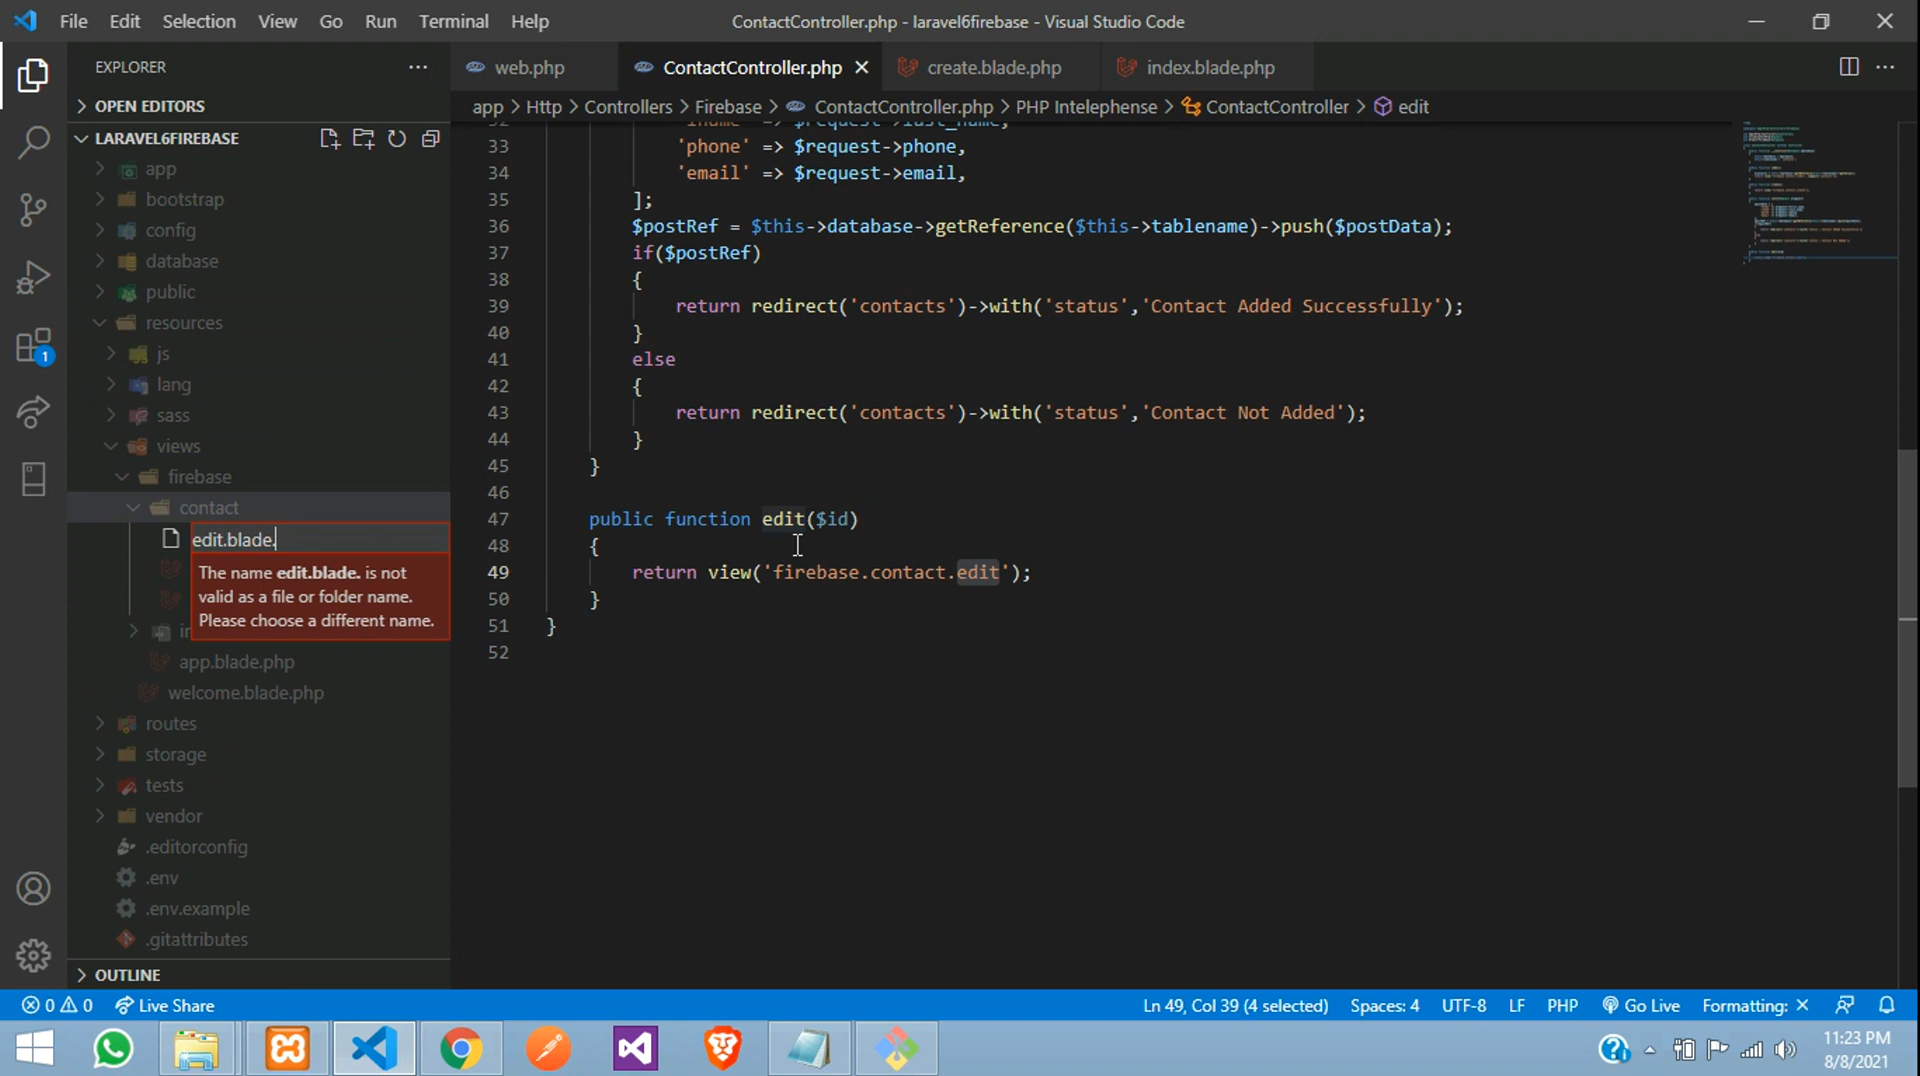 File Edit Selection View Go Run Terminal Help
ContactController.php - laravel6firebase - Visual Studio Code
EXPLORER
OPEN EDITORS
LARAVEL6FIREBASE
app
bootstrap
config
database
public
resources
js
lang
sass
views
firebase
contact
edit.blade.
The name edit.blade. is not
valid as a file or folder name.
Please choose a different name.
app.blade.php
welcome.blade.php
routes
storage
tests
vendor
.editorconfig
.env
.env.example
.gitattributes
OUTLINE
web.php ContactController.php create.blade.php index.blade.php
app > Http > Controllers > Firebase > ContactController.php > PHP Intelephense > ContactController > edit
33 'phone' => $request->phone,
34 'email' => $request->email,
35 ];
36 $postRef = $this->database->getReference($this->tablename)->push($postData);
37 if($postRef)
38 {
39 return redirect('contacts')->with('status','Contact Added Successfully');
40 }
41 else
42 {
43 return redirect('contacts')->with('status','Contact Not Added');
44 }
45 }
46
47 public function edit($id)
48 {
49 return view('firebase.contact.edit');
50 }
51 }
52
1
0 0 Live Share
Ln 49, Col 39 (4 selected) Spaces: 4 UTF-8 LF PHP Go Live Formatting: ×
11:23 PM
8/8/2021